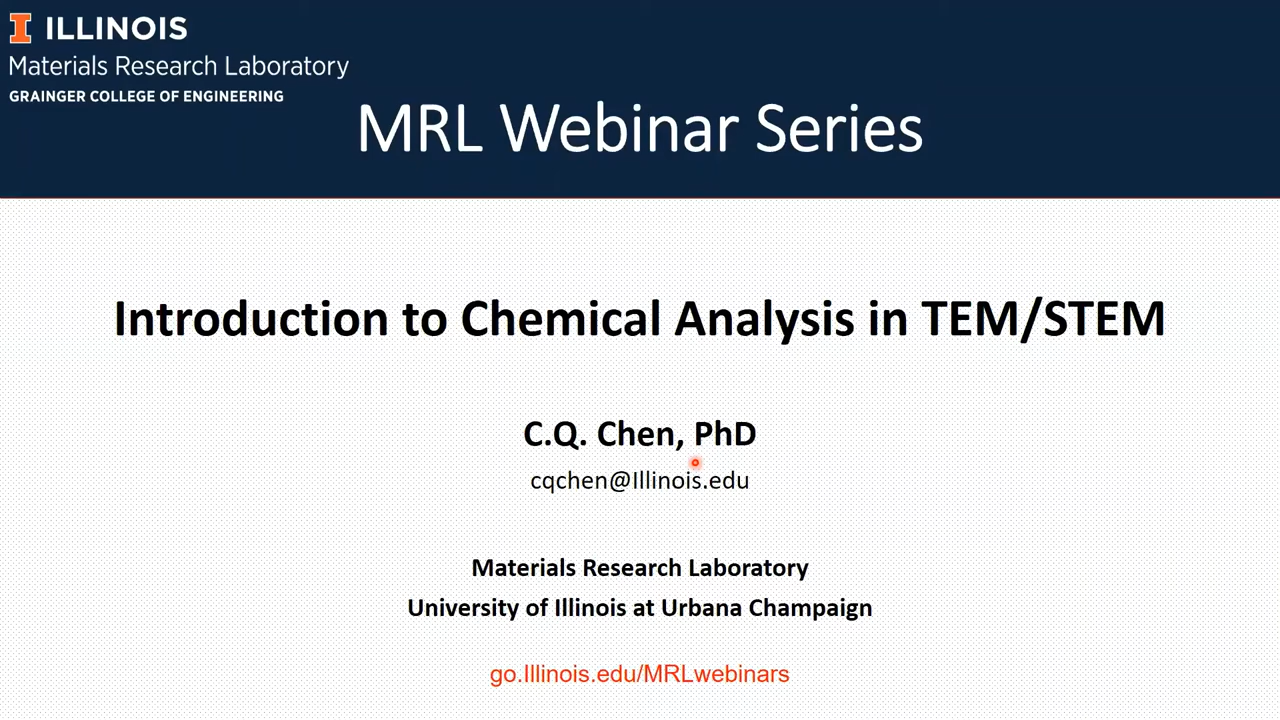 ILLINOIS
Materials Research Laboratory
GRAINGER COLLEGE OF ENGINEERING
MRL Webinar Series
Introduction to Chemical Analysis in TEM/STEM
C.Q. Chen, PhD
cqchen@Illinois.edu
Materials Research Laboratory
University of Illinois at Urbana Champaign
go.Illinois.edu/MRLwebinars